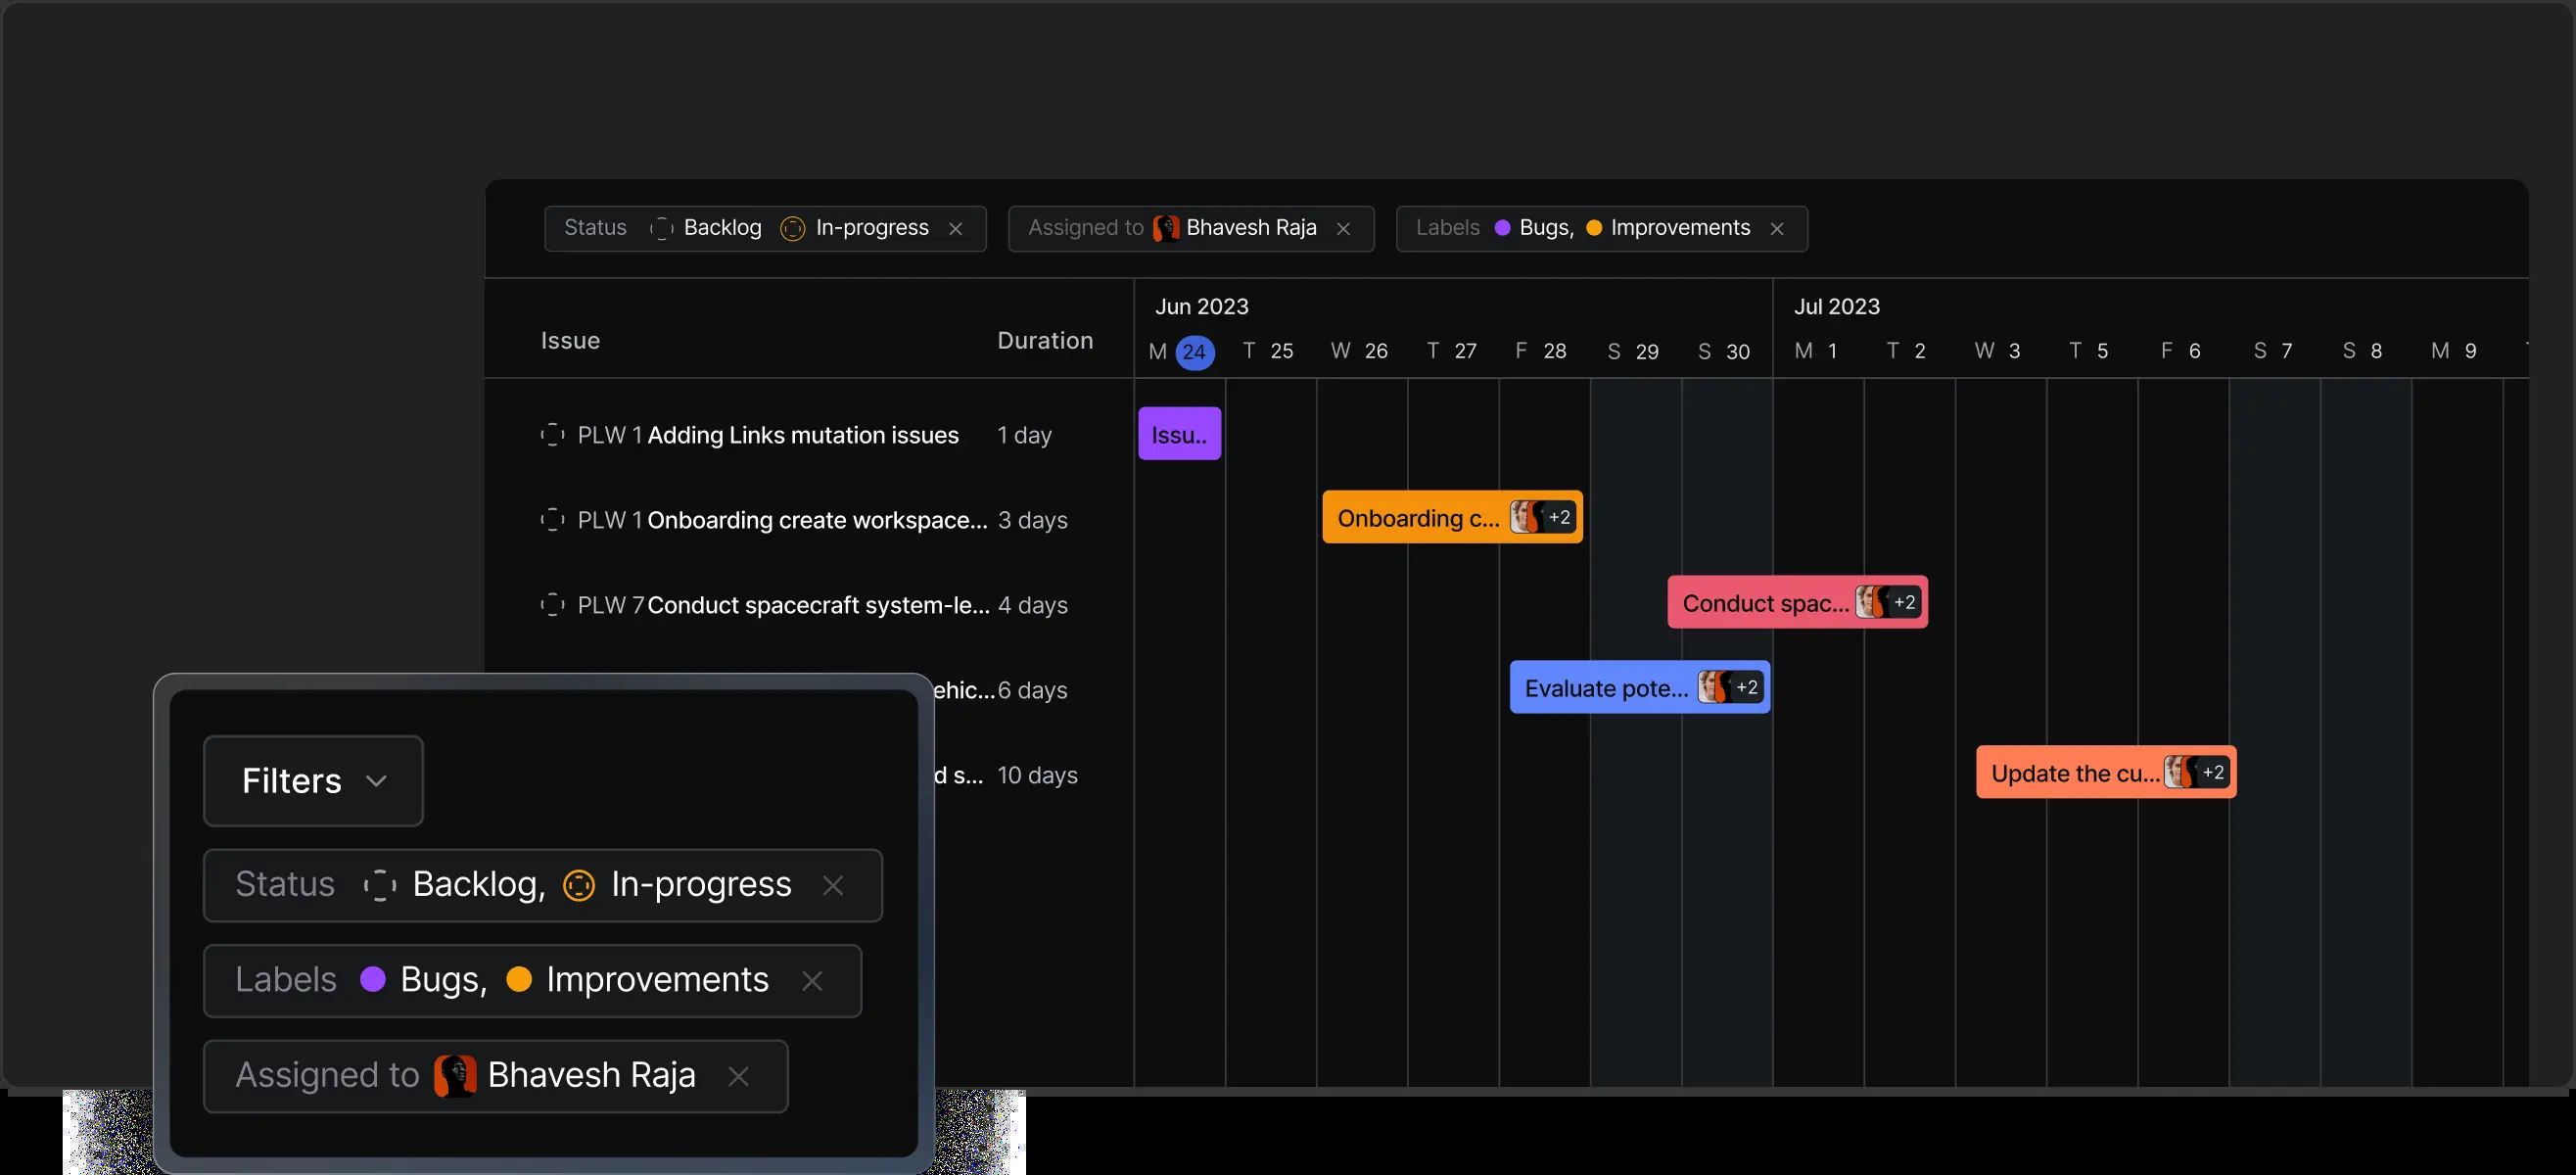 Status Backlog In-progress
Assigned to Bhavesh Raja
Labels Bugs, Improvements
Issue Duration
Jun 2023
M 24 T 25 W 26 T 27 F 28 S 29 S 30
Jul 2023
M 1 T 2 W 3 T 5 F 6 S 7 S 8 M 9
PLW 1 Adding Links mutation issues 1 day
Issu..
PLW 1 Onboarding create workspace... 3 days
Onboarding c... +2
PLW 7 Conduct spacecraft system-le... 4 days
Conduct spac... +2
ehic... 6 days
Evaluate pote... +2
d s... 10 days
Update the cu... +2
Filters
Status Backlog, In-progress
Labels Bugs, Improvements
Assigned to Bhavesh Raja